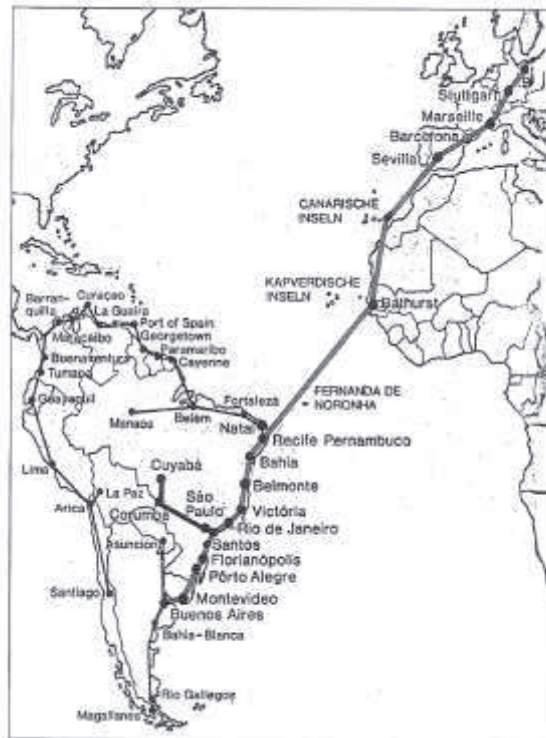 Stuttgart
Marseille
Barcelona
Sevilla
CANARISCHE
INSELN
KAPVERDISCHE
INSELN
Bathurst
Barran-
quilla
Curaçao
La Guaira
Maracaibo
Port of Spain
Georgetown
Paramaribo
Cayenne
Buenaventura
Tumaco
Guayaquil
FERNANDA DE
NORONHA
Fortaleza
Manaos
Belém
Natal
Recife Pernambuco
Bahia
Lima
Cuyabá
La Paz
Belmonte
Arica
Corumba
São
Paulo
Victória
Rio de Janeiro
Asuncion
Santos
Florianópolis
Pôrto Alegre
Santiago
Montevideo
Buenos Aires
Bahia-Blanca
Rio Gallegos
Magallanes